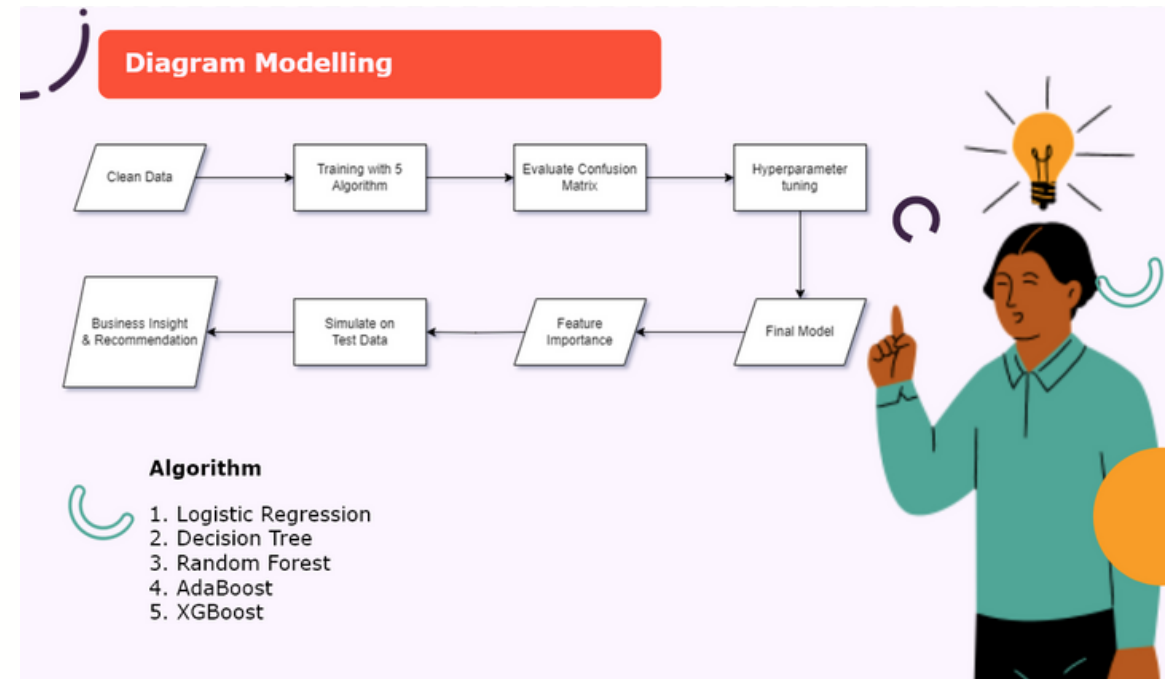 Diagram Modelling
Clean Data
Training with 5
Algorithm
Evaluate Confusion
Matrix
Hyperparameter
tuning
Final Model
Feature
Importance
Simulate on
Test Data
Business Insight
& Recommendation
Algorithm
1. Logistic Regression
2. Decision Tree
3. Random Forest
4. AdaBoost
5. XGBoost